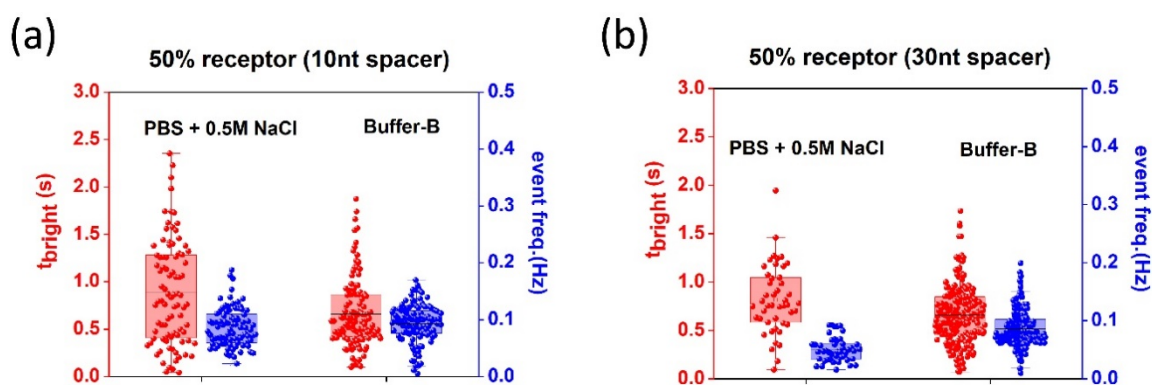 (a)
50% receptor (10nt spacer)
PBS + 0.5M NaCl
Buffer-B
3.0
2.5
2.0
1.5
1.0
0.5
0.0
tbright (s)
0.5
0.4
0.3
0.2
0.1
0.0
event freq.(Hz)
(b)
50% receptor (30nt spacer)
PBS + 0.5M NaCl
Buffer-B
3.0
2.5
2.0
1.5
1.0
0.5
0.0
tbright (s)
0.5
0.4
0.3
0.2
0.1
0.0
event freq.(Hz)